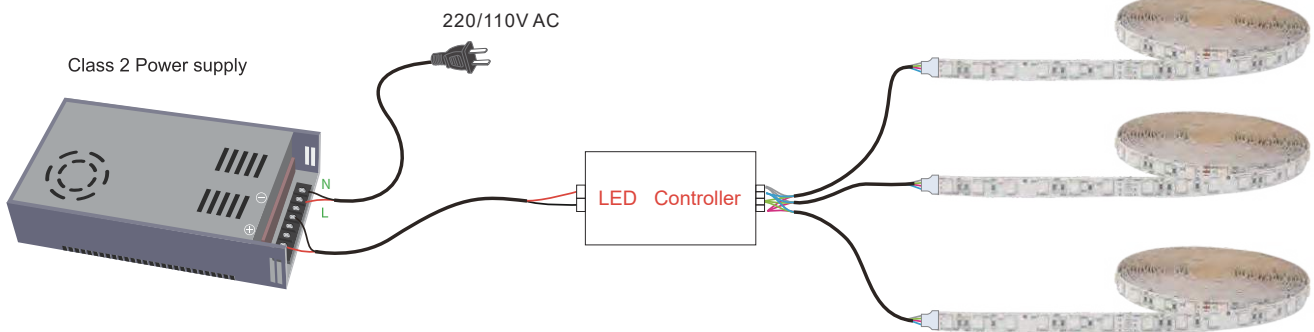 220/110V AC
Class 2 Power supply
N
L
⊖
⊕
LED Controller